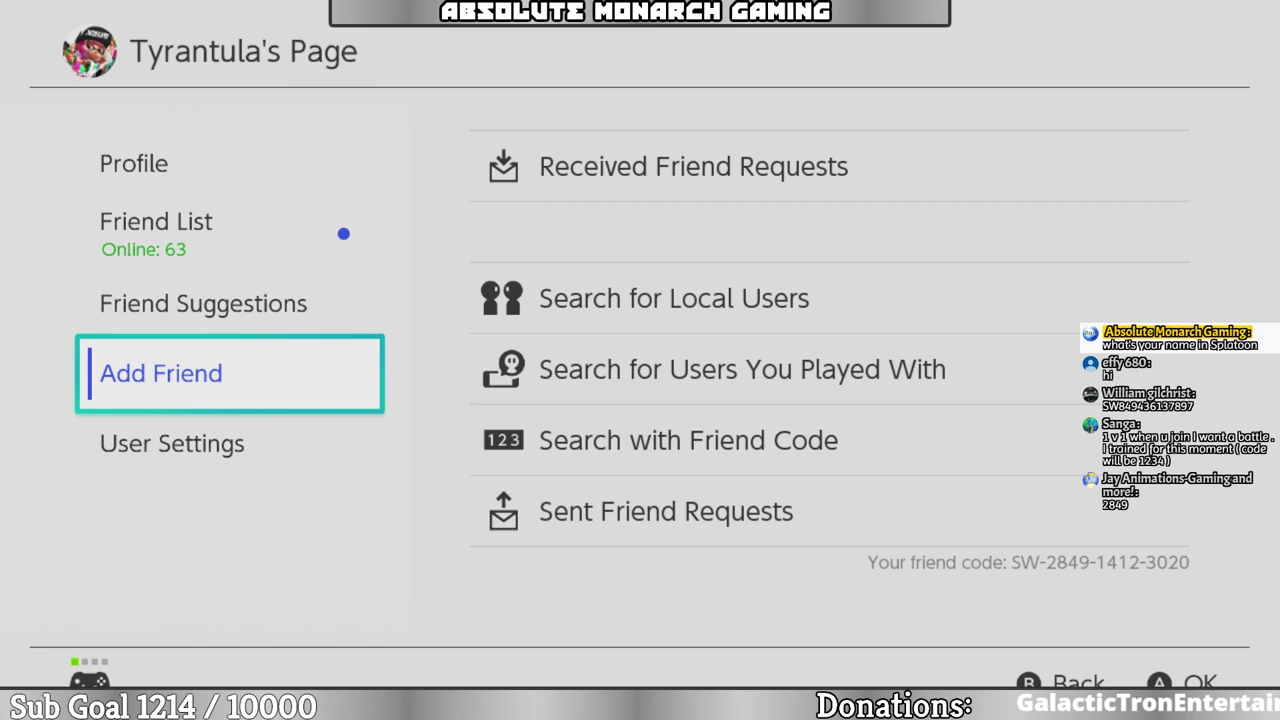 ABSOLUTE MONARCH GAMING
Tyrantula's Page
Profile
Friend List
Online: 63
Friend Suggestions
Add Friend
User Settings
Received Friend Requests
Search for Local Users
Search for Users You Played With
123 Search with Friend Code
Sent Friend Requests
Your friend code: SW-2849-1412-3020
Absolute Monarch Gaming:
what's your name in Splatoon
effy 680:
hi
William gilchrist:
SW849436137897
Sanga:
1 v 1 when u join I want a battle.
I trained for this moment ( code
will be 1234 )
Jay Animations-Gaming and
more!:
2849
B Back A OK
Sub Goal 1214 / 10000
Donations:
GalacticTronEntertai